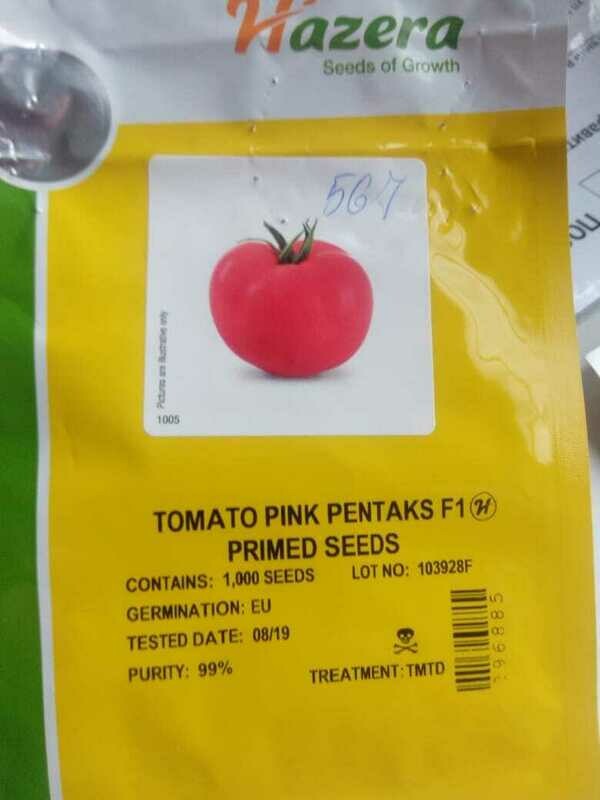 Hazera
Seeds of Growth
567
Pictures are illustrative only
1005
TOMATO PINK PENTAKS F1
PRIMED SEEDS
CONTAINS: 1,000 SEEDS LOT NO: 103928F
GERMINATION: EU
TESTED DATE: 08/19
PURITY: 99% TREATMENT: TMTD